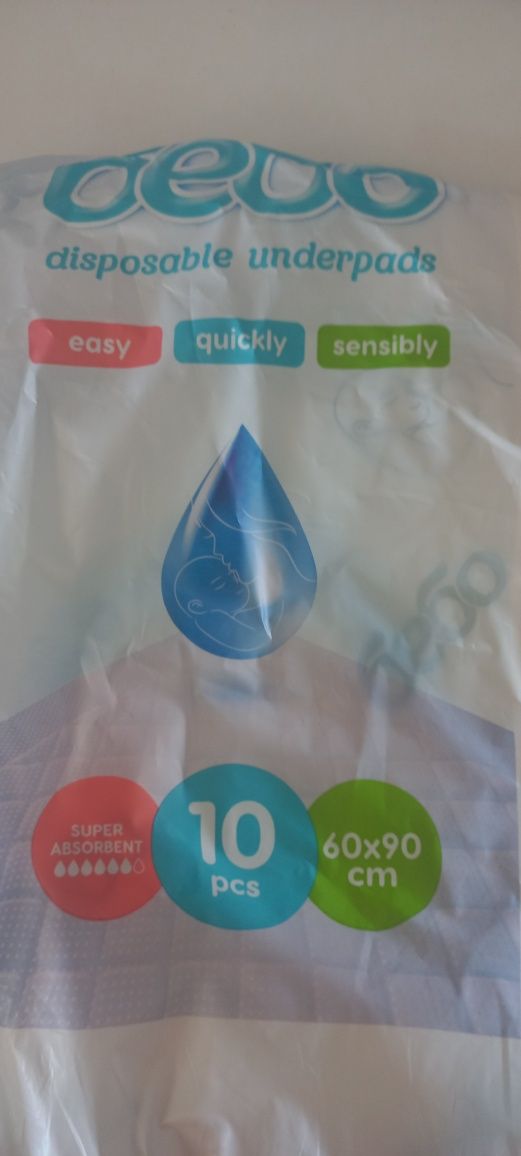 disposable underpads
easy
quickly
sensibly
SUPER
ABSORBENT
10
pcs
60x90
cm